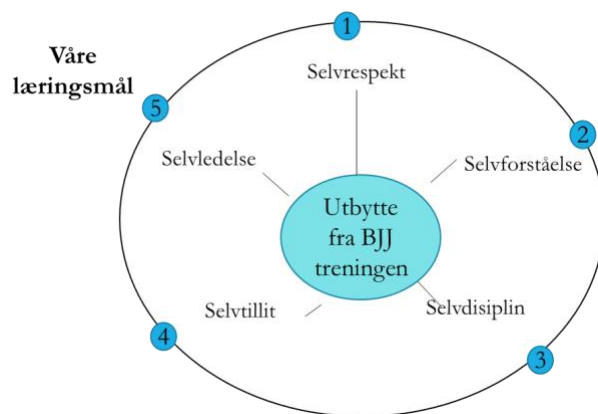 Våre
læringsmål
1
Selvrespekt
2
Selvforståelse
3
Selvdisiplin
4
Selvtillit
5
Selvledelse
Utbytte
fra BJJ
treningen